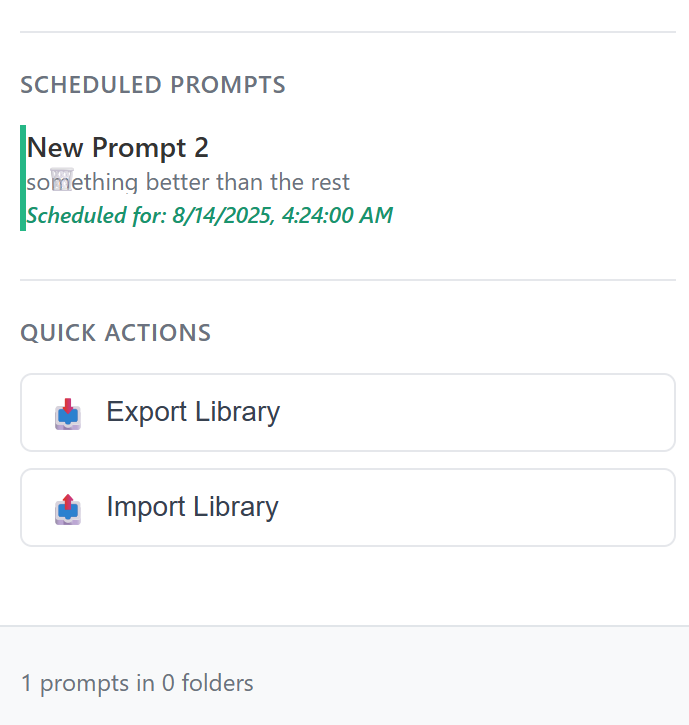 SCHEDULED PROMPTS
New Prompt 2
something better than the rest
Scheduled for: 8/14/2025, 4:24:00 AM
QUICK ACTIONS
Export Library
Import Library
1 prompts in 0 folders